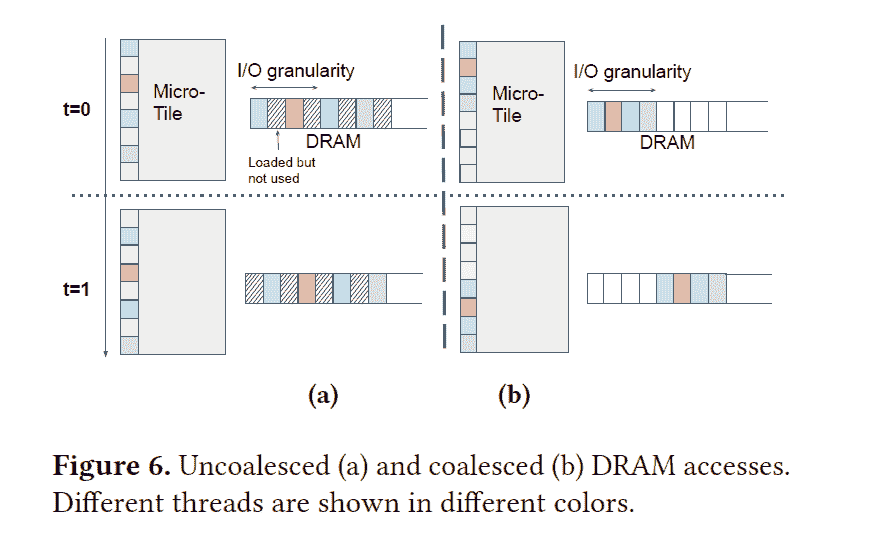 t=0
Micro-
Tile
I/O granularity
DRAM
Loaded but
not used
Micro-
Tile
I/O granularity
DRAM
t=1
(a)
(b)
Figure 6. Uncoalesced (a) and coalesced (b) DRAM accesses.
Different threads are shown in different colors.